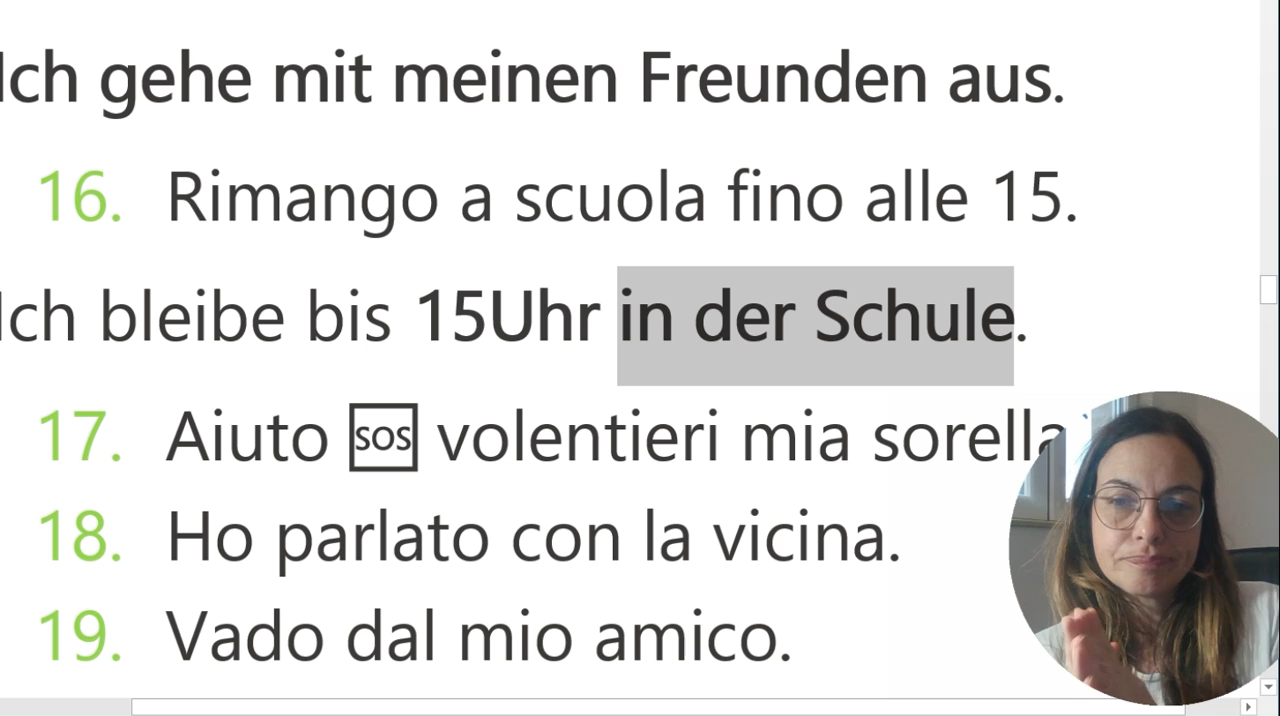 Ich gehe mit meinen Freunden aus.
16. Rimango a scuola fino alle 15.
Ich bleibe bis 15Uhr in der Schule.
17. Aiuto 🆘 volentieri mia sorella
18. Ho parlato con la vicina.
19. Vado dal mio amico.